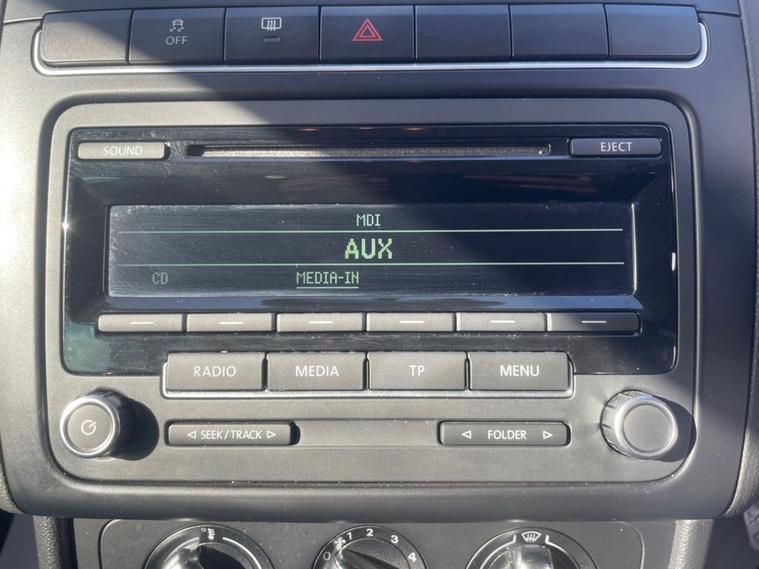 OFF
SOUND
EJECT
MDI
AUX
CD MEDIA-IN
RADIO MEDIA TP MENU
◁ SEEK/TRACK ▷ ◁ FOLDER ▷
1 2 3 4